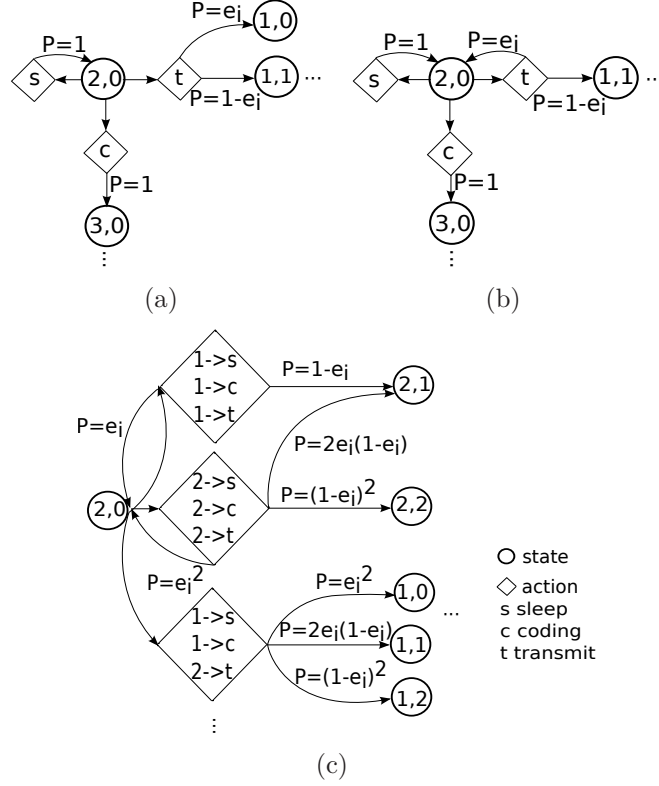 P=1
s
2,0
t
P=eᵢ
1,0
1,1
...
P=1-eᵢ
c
P=1
3,0
...
(a)
P=1
s
2,0
P=eᵢ
t
1,1
...
P=1-eᵢ
c
P=1
3,0
...
(b)
1->s
1->c
1->t
P=1-eᵢ
2,1
P=eᵢ
P=2eᵢ(1-eᵢ)
2,0
2->s
2->c
2->t
P=(1-eᵢ)²
2,2
P=eᵢ²
1->s
1->c
2->t
P=eᵢ²
1,0
...
P=2eᵢ(1-eᵢ)
1,1
P=(1-eᵢ)²
1,2
...
state
action
s sleep
c coding
t transmit
(c)